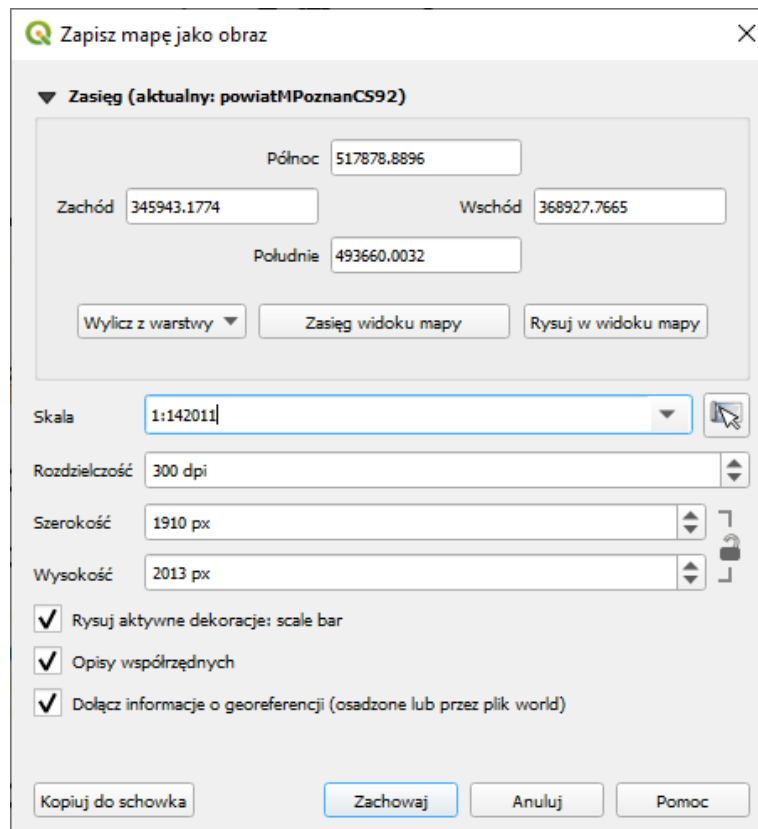 Zapisz mapę jako obraz
Zasięg (aktualny: powiatMPoznanCS92)
Północ 517878.8896
Zachód 345943.1774 Wschód 368927.7665
Południe 493660.0032
Wylicz z warstwy Zasięg widoku mapy Rysuj w widoku mapy
Skala 1:142011
Rozdzielczość 300 dpi
Szerokość 1910 px
Wysokość 2013 px
Rysuj aktywne dekoracje: scale bar
Opisy współrzędnych
Dołącz informacje o georeferencji (osadzone lub przez plik world)
Kopiuj do schowka Zachowaj Anuluj Pomoc